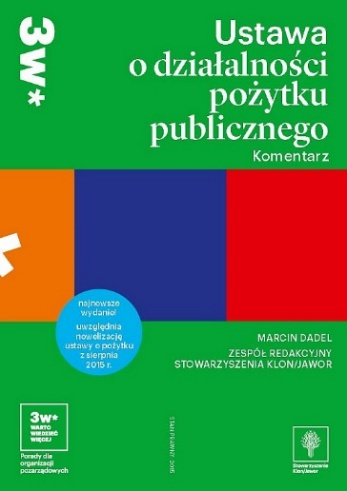 3w*
Ustawa
o działalności
pożytku
publicznego
Komentarz
najnowsze
wydanie!
uwzględnia
nowelizację
ustawy o pożytku
z sierpnia
2015 r.
MARCIN DADEL
ZESPÓŁ REDAKCYJNY
STOWARZYSZENIA KLON/JAWOR
3w*
WARTO
WIEDZIEĆ
WIĘCEJ
Porady dla
organizacji
pozarządowych
Stowarzyszenie
Klon/Jawor